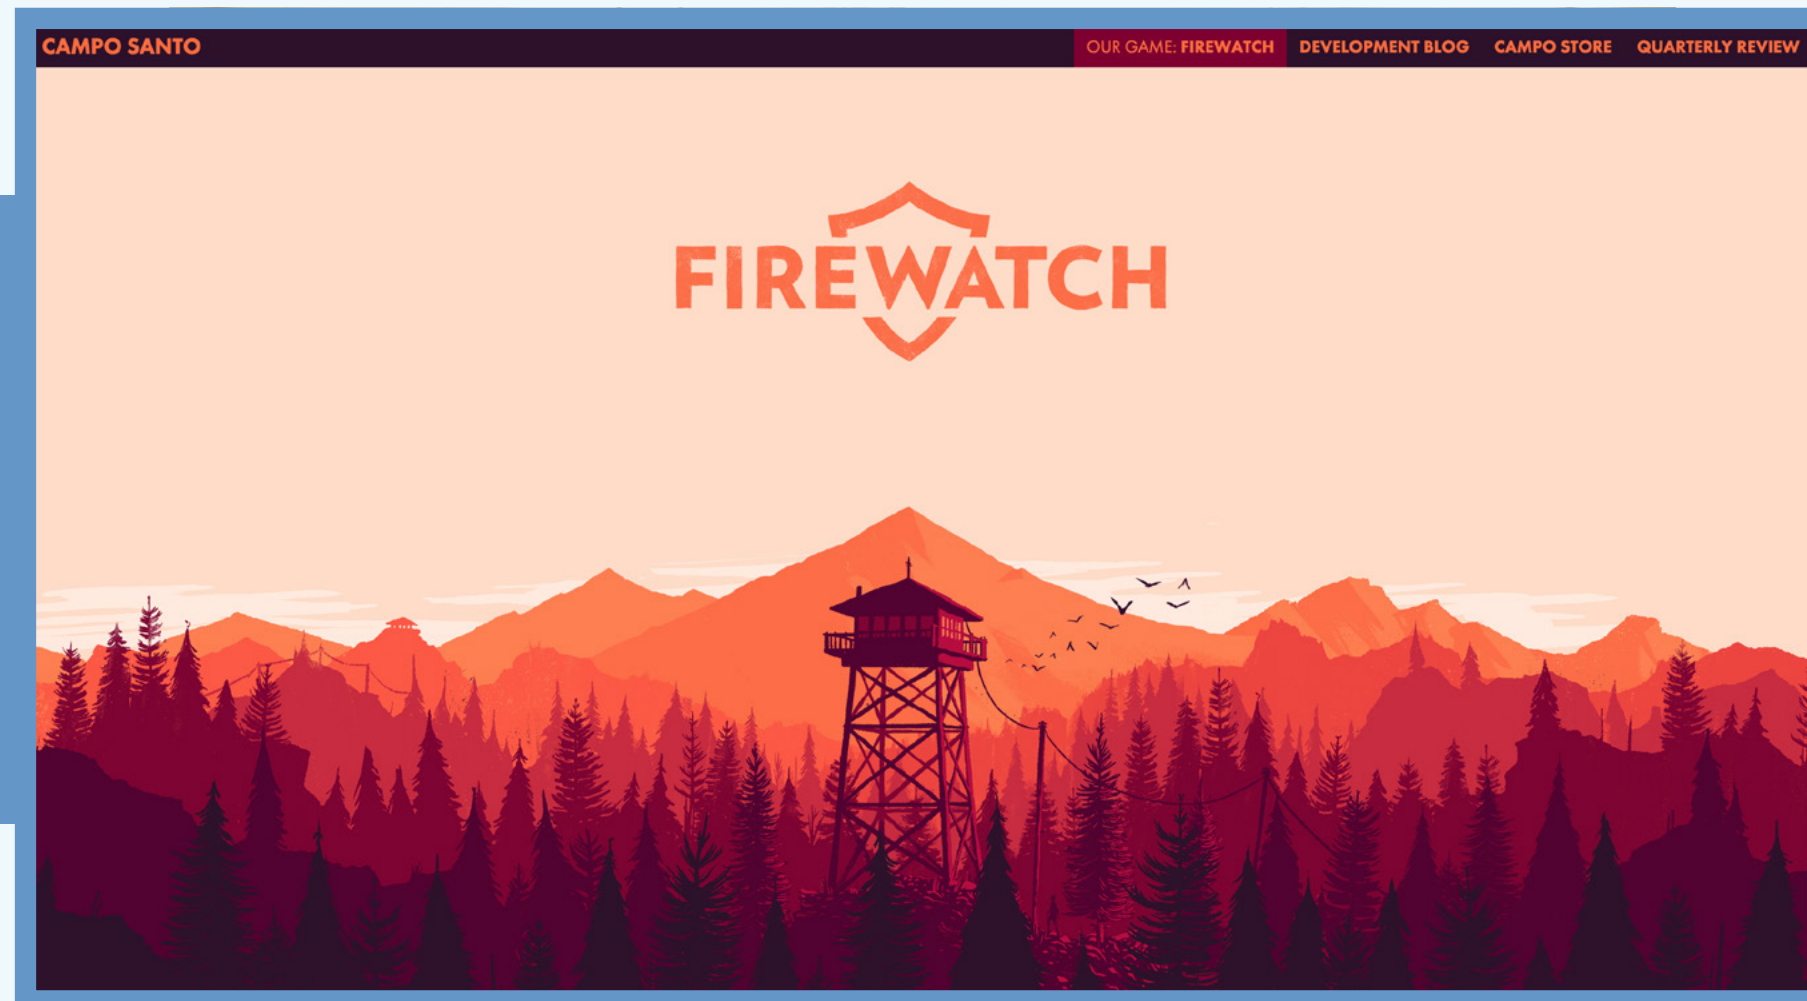 CAMPO SANTO
OUR GAME: FIREWATCH DEVELOPMENT BLOG CAMPO STORE QUARTERLY REVIEW
FIREWATCH